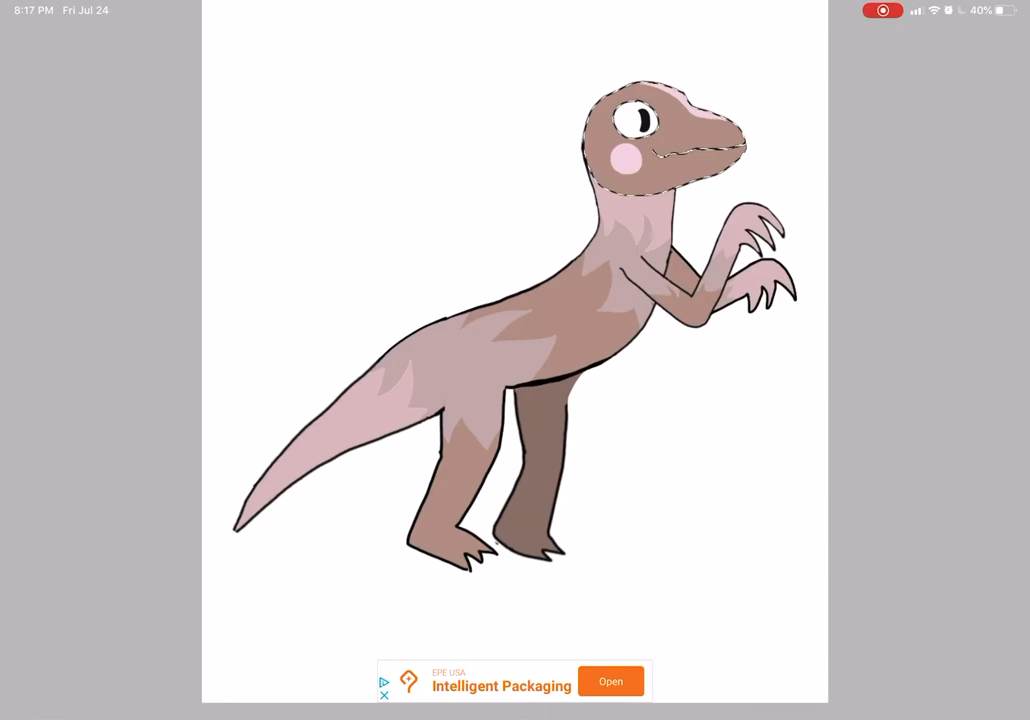 8:17 PM Fri Jul 24
40%
EPE USA
Intelligent Packaging
Open